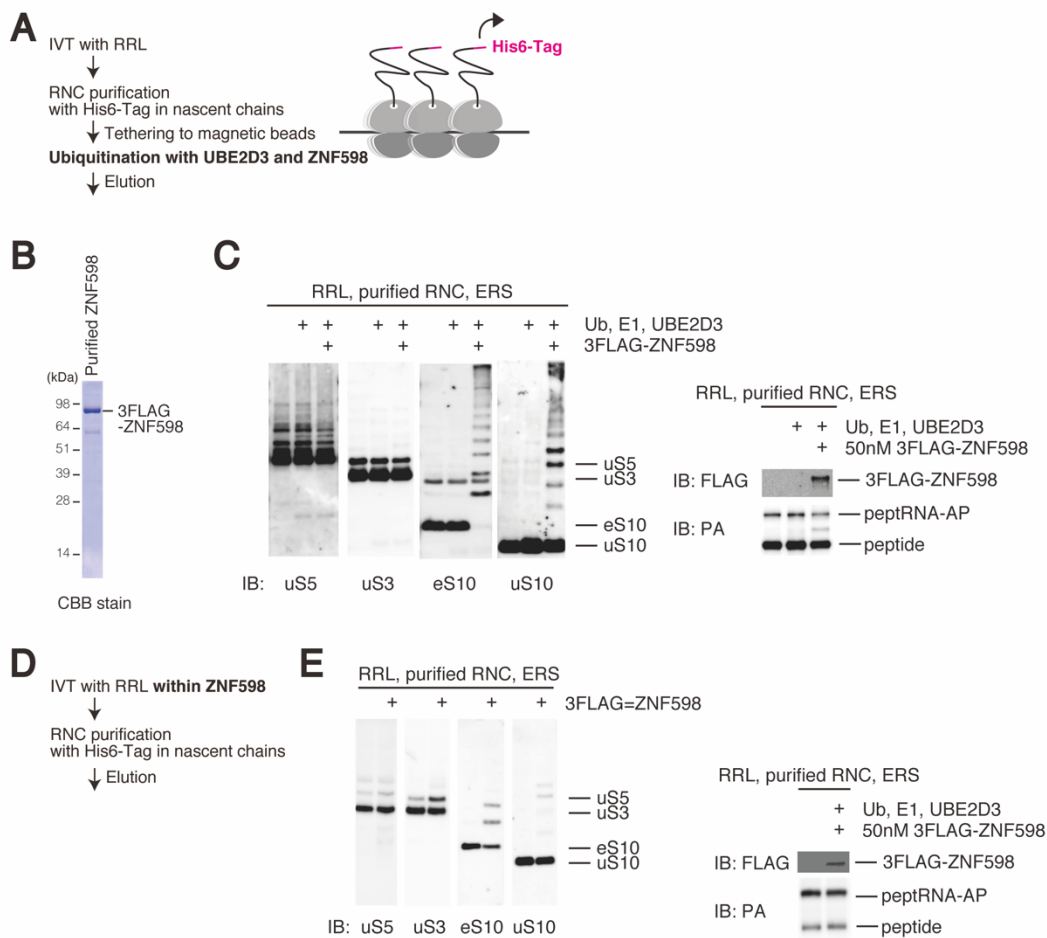 A
IVT with RRL
RNC purification
with His6-Tag in nascent chains
Tethering to magnetic beads
Ubiquitination with UBE2D3 and ZNF598
Elution
His6-Tag
B
Purified ZNF598
(kDa)
98
64
51
39
28
14
3FLAG
-ZNF598
CBB stain
C
RRL, purified RNC, ERS
+ + + + + + + + Ub, E1, UBE2D3
+ + + + 3FLAG-ZNF598
uS5
uS3
eS10
uS10
IB: uS5 uS3 eS10 uS10
RRL, purified RNC, ERS
+ + Ub, E1, UBE2D3
+ 50nM 3FLAG-ZNF598
IB: FLAG 3FLAG-ZNF598
IB: PA peptRNA-AP
peptide
D
IVT with RRL within ZNF598
RNC purification
with His6-Tag in nascent chains
Elution
E
RRL, purified RNC, ERS
+ + + + 3FLAG=ZNF598
uS5
uS3
eS10
uS10
IB: uS5 uS3 eS10 uS10
RRL, purified RNC, ERS
+ Ub, E1, UBE2D3
+ 50nM 3FLAG-ZNF598
IB: FLAG 3FLAG-ZNF598
IB: PA peptRNA-AP
peptide